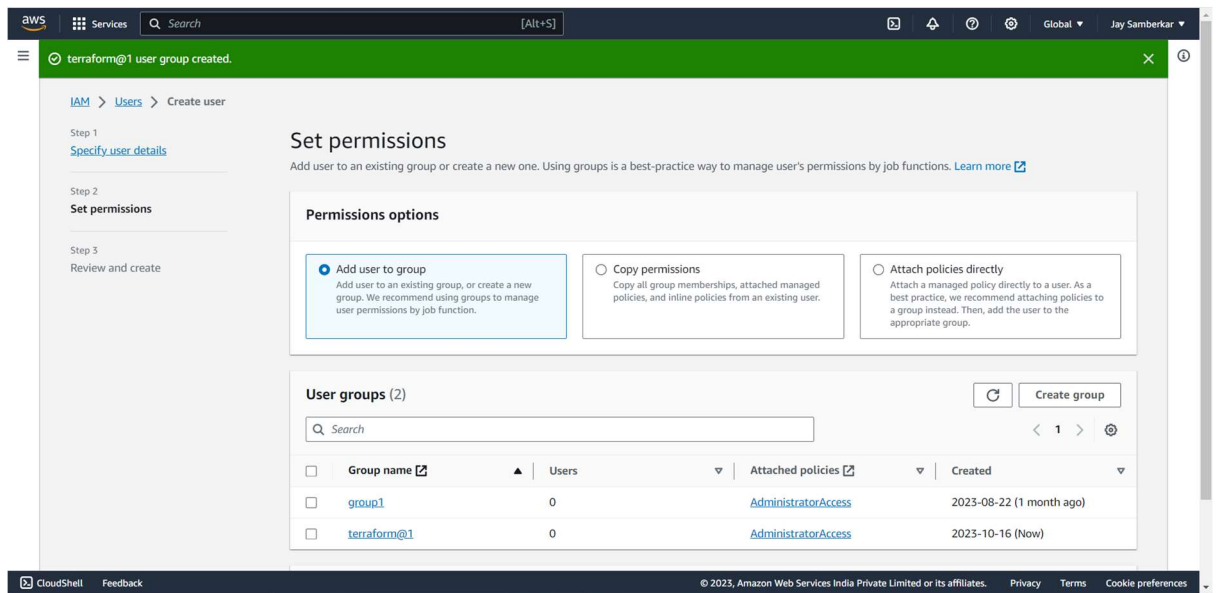 aws Services Search [Alt+S] Global Jay Samberkar
terraform@1 user group created.
IAM > Users > Create user
Step 1
Specify user details
Step 2
Set permissions
Step 3
Review and create
Set permissions
Add user to an existing group or create a new one. Using groups is a best-practice way to manage user's permissions by job functions. Learn more
Permissions options
Add user to group
Add user to an existing group, or create a new
group. We recommend using groups to manage
user permissions by job function.
Copy permissions
Copy all group memberships, attached managed
policies, and inline policies from an existing user.
Attach policies directly
Attach a managed policy directly to a user. As a
best practice, we recommend attaching policies to
a group instead. Then, add the user to the
appropriate group.
User groups (2)
Create group
Search
< 1 >
Group name Users Attached policies Created
group1 0 AdministratorAccess 2023-08-22 (1 month ago)
terraform@1 0 AdministratorAccess 2023-10-16 (Now)
CloudShell Feedback © 2023, Amazon Web Services India Private Limited or its affiliates. Privacy Terms Cookie preferences